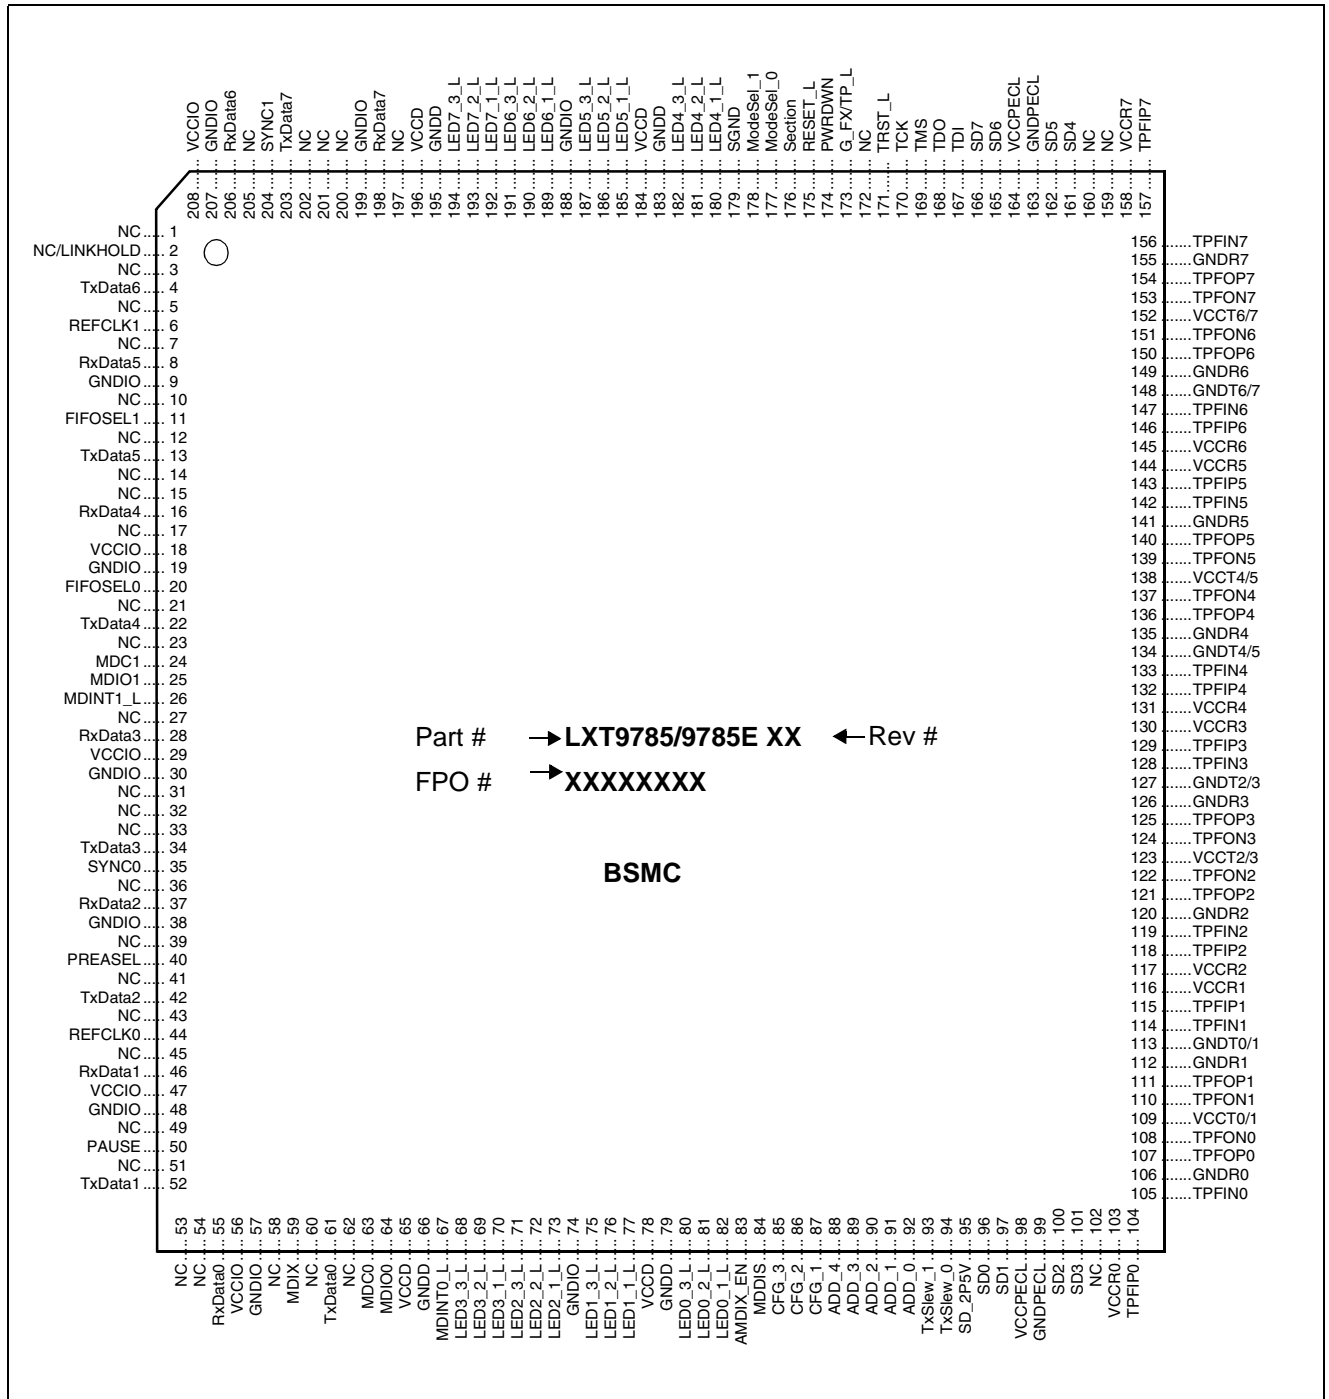 208 ...... VCCIO
207 ...... GNDIO
206 ...... RxData6
205 ...... NC
204 ...... SYNC1
203 ...... TxData7
202 ...... NC
201 ...... NC
200 ...... NC
199 ...... GNDIO
198 ...... RxData7
197 ...... NC
196 ...... VCCD
195 ...... GNDD
194 ...... LED7_3_L
193 ...... LED7_2_L
192 ...... LED7_1_L
191 ...... LED6_3_L
190 ...... LED6_2_L
189 ...... LED6_1_L
188 ...... GNDIO
187 ...... LED5_3_L
186 ...... LED5_2_L
185 ...... LED5_1_L
184 ...... VCCD
183 ...... GNDD
182 ...... LED4_3_L
181 ...... LED4_2_L
180 ...... LED4_1_L
179 ...... SGND
178 ...... ModeSel_1
177 ...... ModeSel_0
176 ...... Section
175 ...... RESET_L
174 ...... PWRDWN
173 ...... G_FX/TP_L
172 ...... NC
171 ...... TRST_L
170 ...... TCK
169 ...... TMS
168 ...... TDO
167 ...... TDI
166 ...... SD7
165 ...... SD6
164 ...... VCCPECL
163 ...... GNDPECL
162 ...... SD5
161 ...... SD4
160 ...... NC
159 ...... NC
158 ...... VCCR7
157 ...... TPFIP7
NC ..... 1
NC/LINKHOLD ..... 2
NC ..... 3
TxData6 ..... 4
NC ..... 5
REFCLK1 ..... 6
NC ..... 7
RxData5 ..... 8
GNDIO ..... 9
NC ..... 10
FIFOSEL1 ..... 11
NC ..... 12
TxData5 ..... 13
NC ..... 14
NC ..... 15
RxData4 ..... 16
NC ..... 17
VCCIO ..... 18
GNDIO ..... 19
FIFOSEL0 ..... 20
NC ..... 21
TxData4 ..... 22
NC ..... 23
MDC1 ..... 24
MDIO1 ..... 25
MDINT1_L ..... 26
NC ..... 27
RxData3 ..... 28
VCCIO ..... 29
GNDIO ..... 30
NC ..... 31
NC ..... 32
NC ..... 33
TxData3 ..... 34
SYNC0 ..... 35
NC ..... 36
RxData2 ..... 37
GNDIO ..... 38
NC ..... 39
PREASEL ..... 40
NC ..... 41
TxData2 ..... 42
NC ..... 43
REFCLK0 ..... 44
NC ..... 45
RxData1 ..... 46
VCCIO ..... 47
GNDIO ..... 48
NC ..... 49
PAUSE ..... 50
NC ..... 51
TxData1 ..... 52
Part # → LXT9785/9785E XX ← Rev #
FPO # → XXXXXXXX
BSMC
156 .......TPFIN7
155 .......GNDR7
154 .......TPFOP7
153 .......TPFON7
152 .......VCCT6/7
151 .......TPFON6
150 .......TPFOP6
149 .......GNDR6
148 .......GNDT6/7
147 .......TPFIN6
146 .......TPFIP6
145 .......VCCR6
144 .......VCCR5
143 .......TPFIP5
142 .......TPFIN5
141 .......GNDR5
140 .......TPFOP5
139 .......TPFON5
138 .......VCCT4/5
137 .......TPFON4
136 .......TPFOP4
135 .......GNDR4
134 .......GNDT4/5
133 .......TPFIN4
132 .......TPFIP4
131 .......VCCR4
130 .......VCCR3
129 .......TPFIP3
128 .......TPFIN3
127 .......GNDT2/3
126 .......GNDR3
125 .......TPFOP3
124 .......TPFON3
123 .......VCCT2/3
122 .......TPFON2
121 .......TPFOP2
120 .......GNDR2
119 .......TPFIN2
118 .......TPFIP2
117 .......VCCR2
116 .......VCCR1
115 .......TPFIP1
114 .......TPFIN1
113 .......GNDT0/1
112 .......GNDR1
111 .......TPFOP1
110 .......TPFON1
109 .......VCCT0/1
108 .......TPFON0
107 .......TPFOP0
106 .......GNDR0
105 .......TPFIN0
NC ..... 53
NC ..... 54
RxData0 ..... 55
VCCIO ..... 56
GNDIO ..... 57
NC ..... 58
MDIX ..... 59
NC ..... 60
TxData0 ..... 61
NC ..... 62
MDC0 ..... 63
MDIO0 ..... 64
VCCD ..... 65
GNDD ..... 66
MDINT0_L ..... 67
LED3_3_L ..... 68
LED3_2_L ..... 69
LED3_1_L ..... 70
LED2_3_L ..... 71
LED2_2_L ..... 72
LED2_1_L ..... 73
GNDIO ..... 74
LED1_3_L ..... 75
LED1_2_L ..... 76
LED1_1_L ..... 77
VCCD ..... 78
GNDD ..... 79
LED0_3_L ..... 80
LED0_2_L ..... 81
LED0_1_L ..... 82
AMDIX_EN ..... 83
MDDIS ..... 84
CFG_3 ..... 85
CFG_2 ..... 86
CFG_1 ..... 87
ADD_4 ..... 88
ADD_3 ..... 89
ADD_2 ..... 90
ADD_1 ..... 91
ADD_0 ..... 92
TxSlew_1 ..... 93
TxSlew_0 ..... 94
SD_2P5V ..... 95
SD0 ..... 96
SD1 ..... 97
VCCPECL ..... 98
GNDPECL ..... 99
SD2 ..... 100
SD3 ..... 101
NC ..... 102
VCCR0 ..... 103
TPFIP0 ..... 104